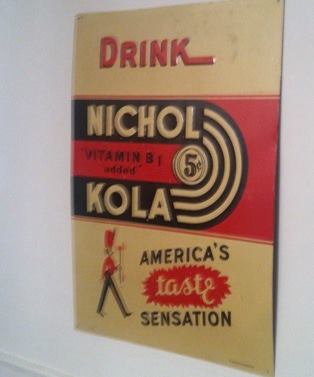 DRINK
NICHOL
"VITAMIN B1
added"
5¢
KOLA
AMERICA'S
taste
SENSATION